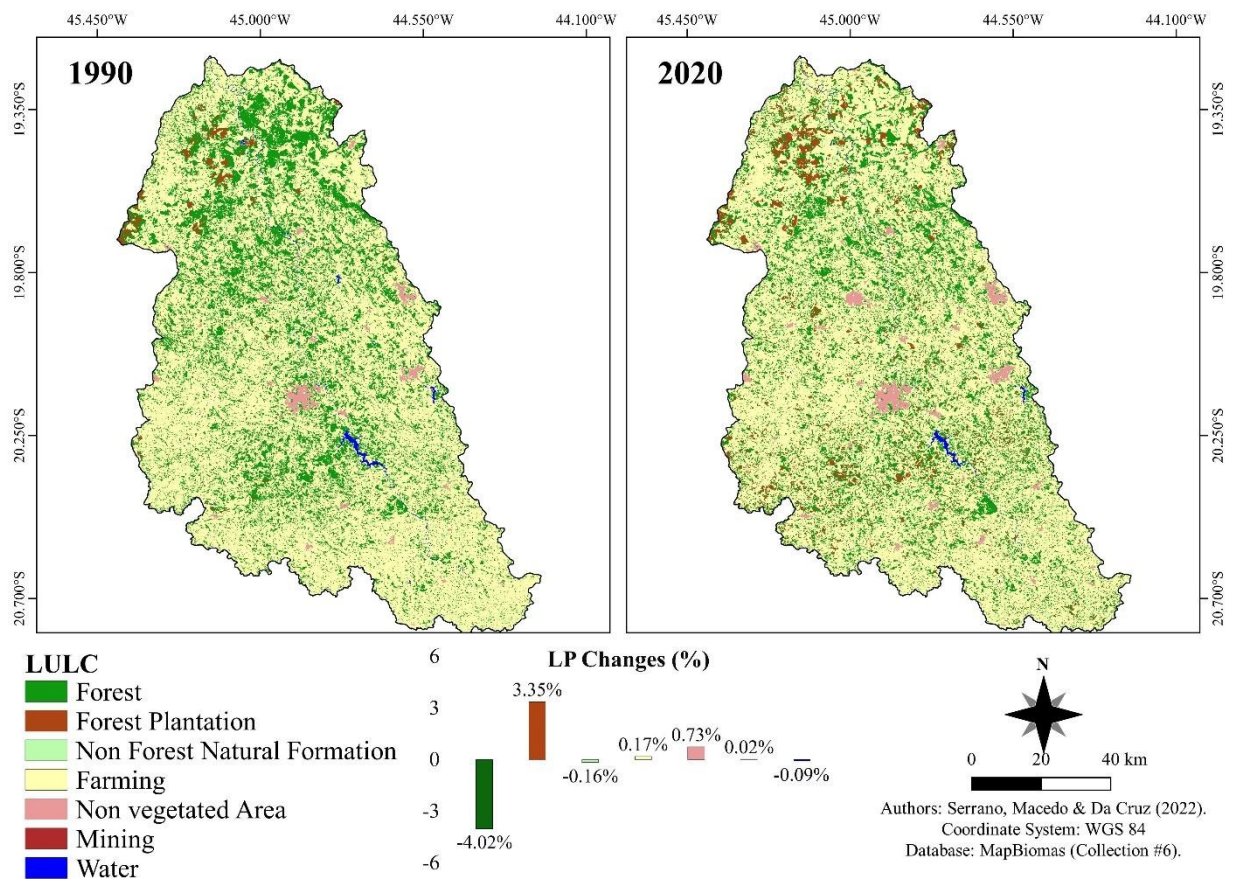 45.450°W 45.000°W 44.550°W 44.100°W 45.450°W 45.000°W 44.550°W 44.100°W
1990
2020
19.350°S
19.800°S
20.250°S
20.700°S
19.350°S
19.800°S
20.250°S
20.700°S
LULC
Forest
Forest Plantation
Non Forest Natural Formation
Farming
Non vegetated Area
Mining
Water
LP Changes (%)
6
3
0
-3
-6
-4.02%
3.35%
-0.16%
0.17%
0.73%
0.02%
-0.09%
N
0 20 40 km
Authors: Serrano, Macedo & Da Cruz (2022).
Coordinate System: WGS 84
Database: MapBiomas (Collection #6).